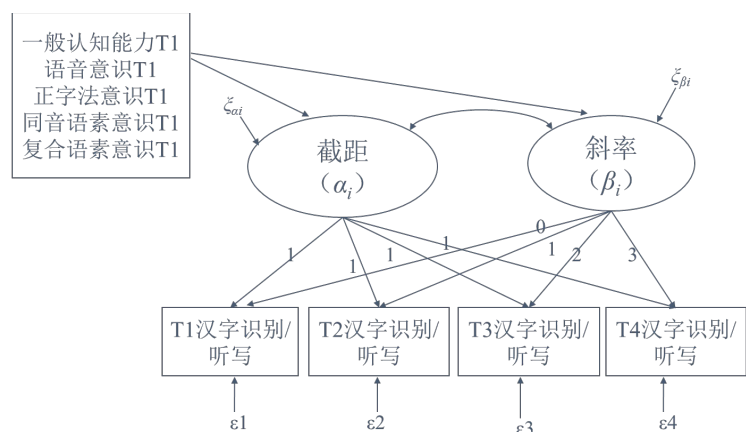 一般认知能力T1
语音意识T1
正字法意识T1
同音语素意识T1
复合语素意识T1
ξαi
ξβi
截距
（αi）
斜率
（βi）
0
1
1
1
1
1
2
3
T1汉字识别/
听写
T2汉字识别/
听写
T3汉字识别/
听写
T4汉字识别/
听写
ε1
ε2
ε3
ε4